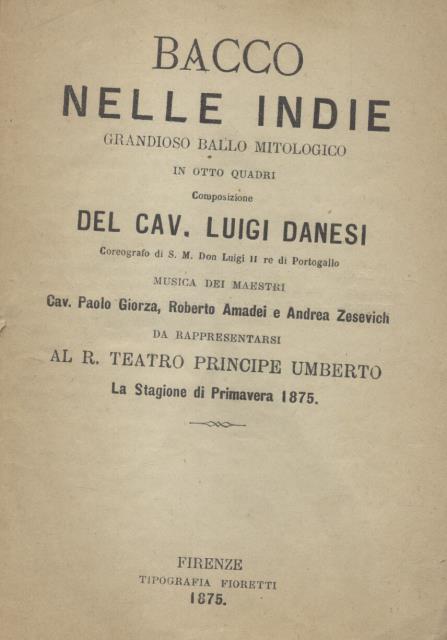 BACCO
NELLE INDIE
GRANDIOSO BALLO MITOLOGICO
IN OTTO QUADRI
Composizione
DEL CAV. LUIGI DANESI
Coreografo di S. M. Don Luigi II re di Portogallo
MUSICA DEI MAESTRI
Cav. Paolo Giorza, Roberto Amadei e Andrea Zesevich
DA RAPPRESENTARSI
AL R. TEATRO PRINCIPE UMBERTO
La Stagione di Primavera 1875.
FIRENZE
TIPOGRAFIA FIORETTI
1875.